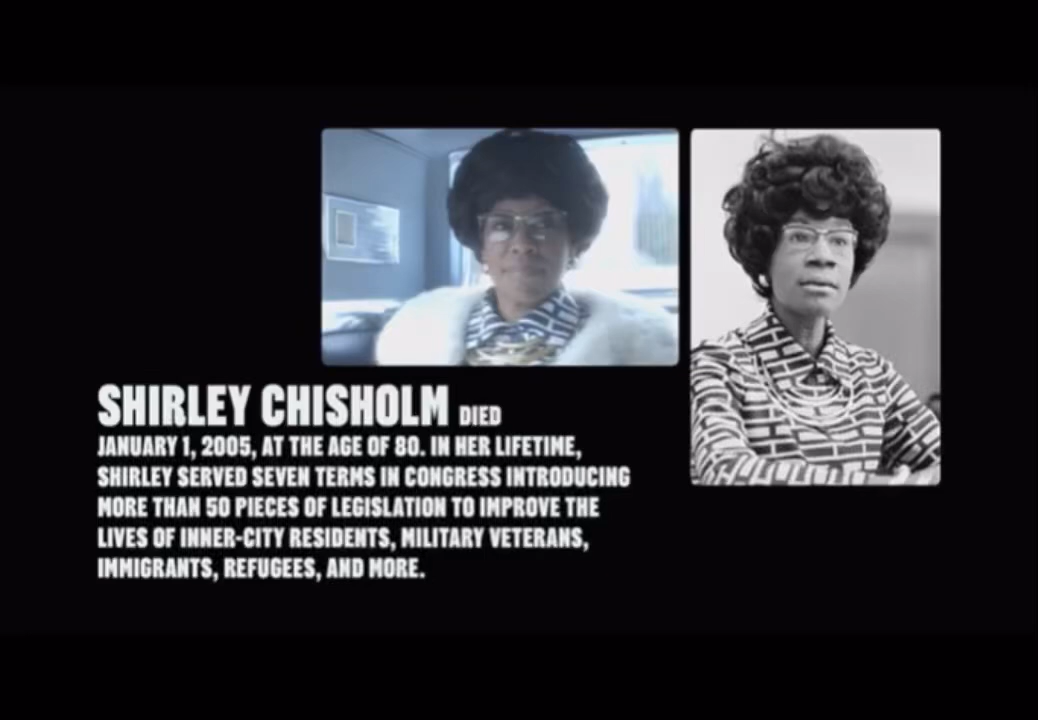 SHIRLEY CHISHOLM DIED
JANUARY 1, 2005, AT THE AGE OF 80. IN HER LIFETIME,
SHIRLEY SERVED SEVEN TERMS IN CONGRESS INTRODUCING
MORE THAN 50 PIECES OF LEGISLATION TO IMPROVE THE
LIVES OF INNER-CITY RESIDENTS, MILITARY VETERANS,
IMMIGRANTS, REFUGEES, AND MORE.